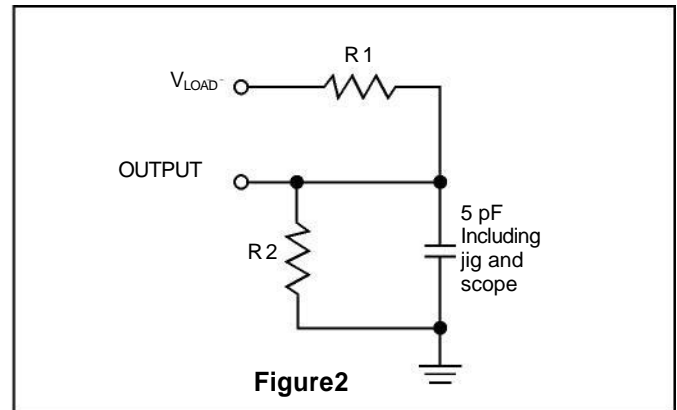 R1
VLOAD
OUTPUT
5 pF
Including
jig and
scope
R2
Figure2